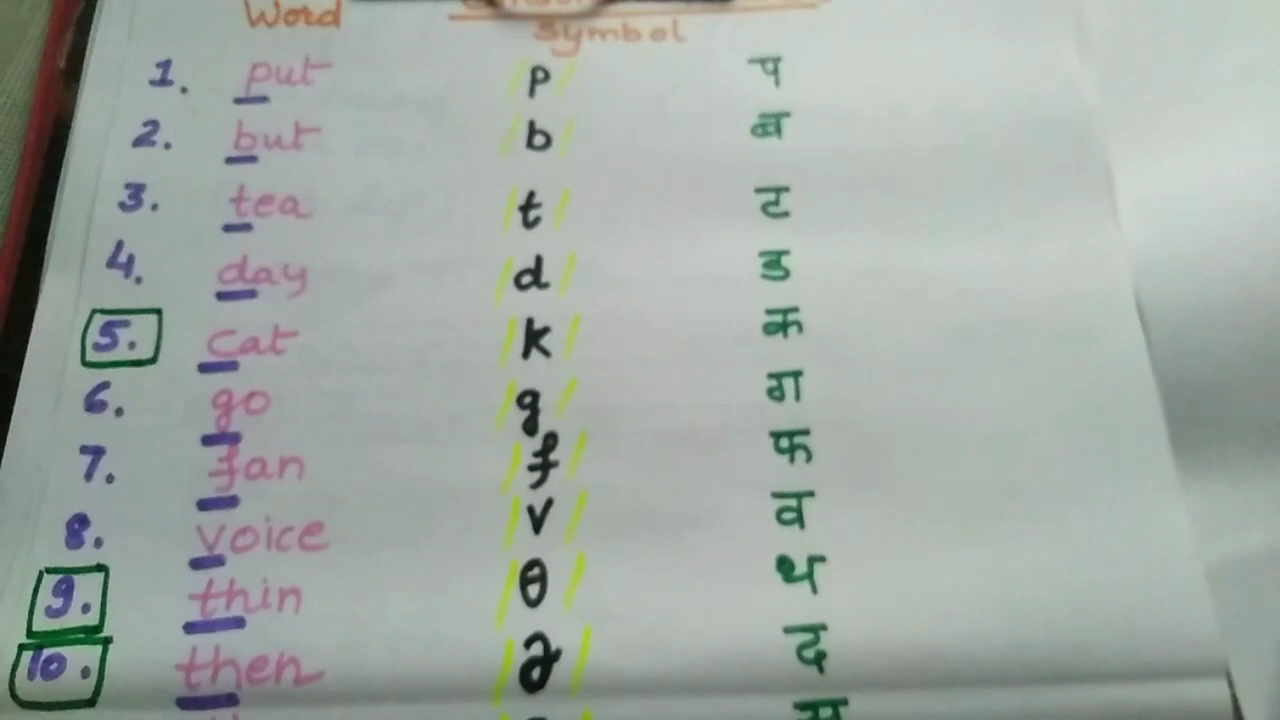 Word
Symbol
1. put /p/ प
2. but /b/ ब
3. tea /t/ ट
4. day /d/ ड
5. cat /k/ क
6. go /g/ ग
7. fan /f/ फ
8. voice /v/ व
9. thin /θ/ थ
10. then /ð/ द